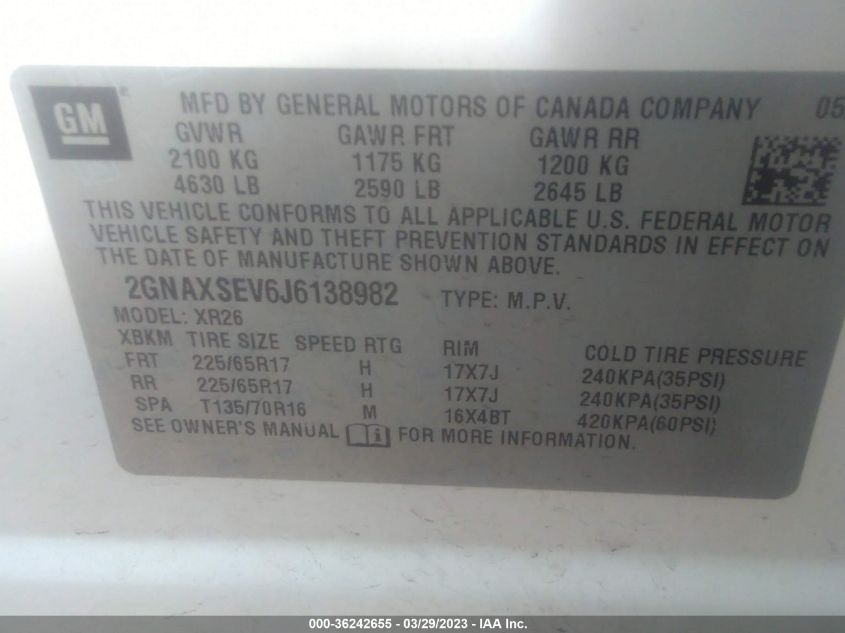 GM
MFD BY GENERAL MOTORS OF CANADA COMPANY 05
GVWR GAWR FRT GAWR RR
2100 KG 1175 KG 1200 KG
4630 LB 2590 LB 2645 LB
THIS VEHICLE CONFORMS TO ALL APPLICABLE U.S. FEDERAL MOTOR
VEHICLE SAFETY AND THEFT PREVENTION STANDARDS IN EFFECT ON
THE DATE OF MANUFACTURE SHOWN ABOVE.
2GNAXSEV6J6138982 TYPE: M.P.V.
MODEL: XR26
XBKM TIRE SIZE SPEED RTG RIM COLD TIRE PRESSURE
FRT 225/65R17 H 17X7J 240KPA(35PSI)
RR 225/65R17 H 17X7J 240KPA(35PSI)
SPA T135/70R16 M 16X4BT 420KPA(60PSI)
SEE OWNER'S MANUAL FOR MORE INFORMATION.
000-36242655 - 03/29/2023 - IAA Inc.